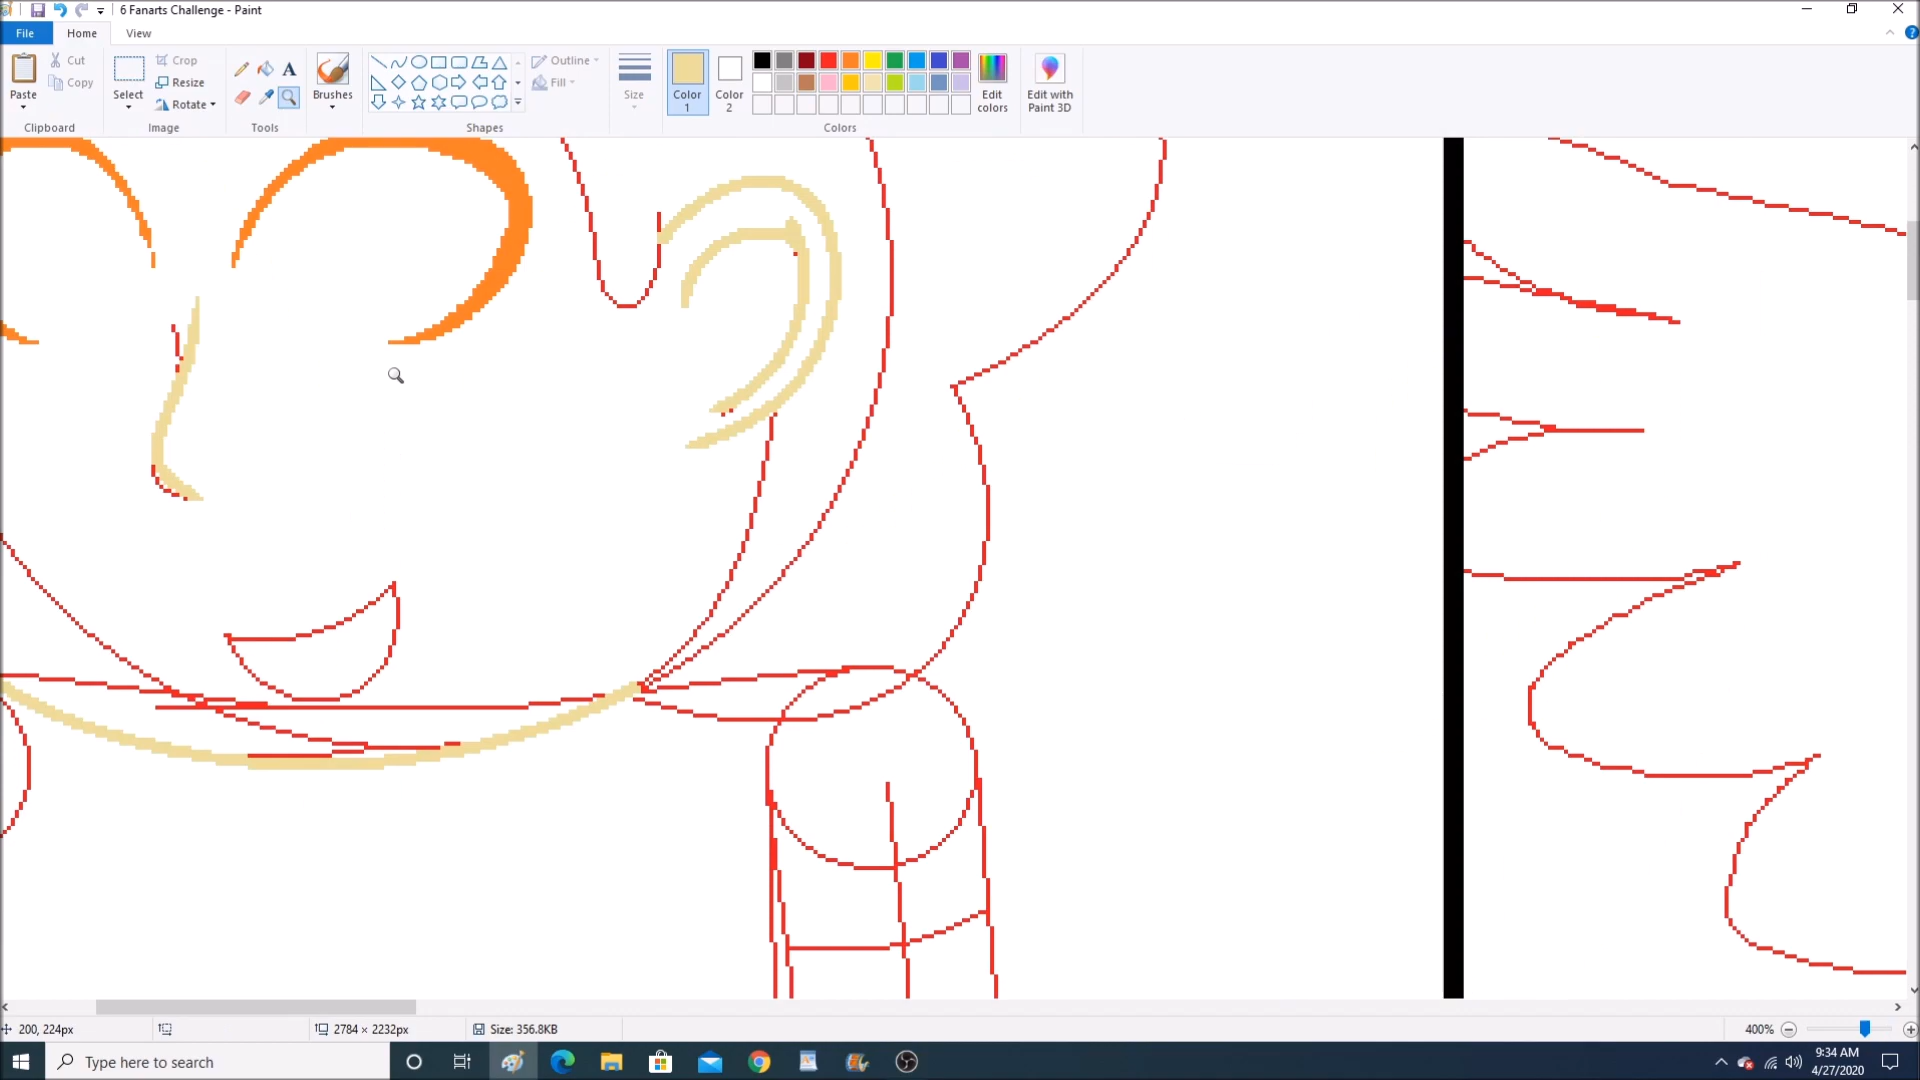 6 Fanarts Challenge - Paint
File
Home
View
Paste
Cut
Copy
Clipboard
Select
Crop
Resize
Rotate
Image
A
Tools
Brushes
Outline
Fill
Shapes
Size
Color
1
Color
2
Edit
colors
Edit with
Paint 3D
Colors
200, 224px
2784 × 2232px
Size: 356.8KB
400%
Type here to search
9:34 AM
4/27/2020